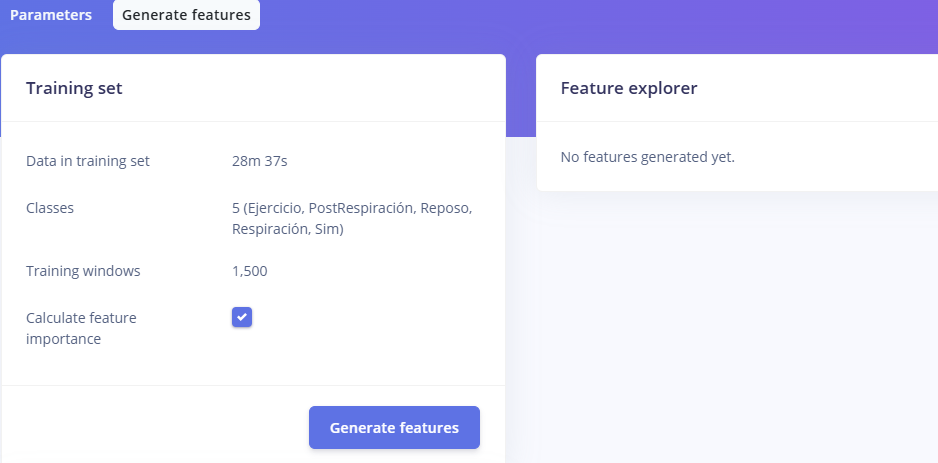 Parameters
Generate features
Training set
Data in training set
28m 37s
Classes
5 (Ejercicio, PostRespiración, Reposo,
Respiración, Sim)
Training windows
1,500
Calculate feature
importance
Generate features
Feature explorer
No features generated yet.